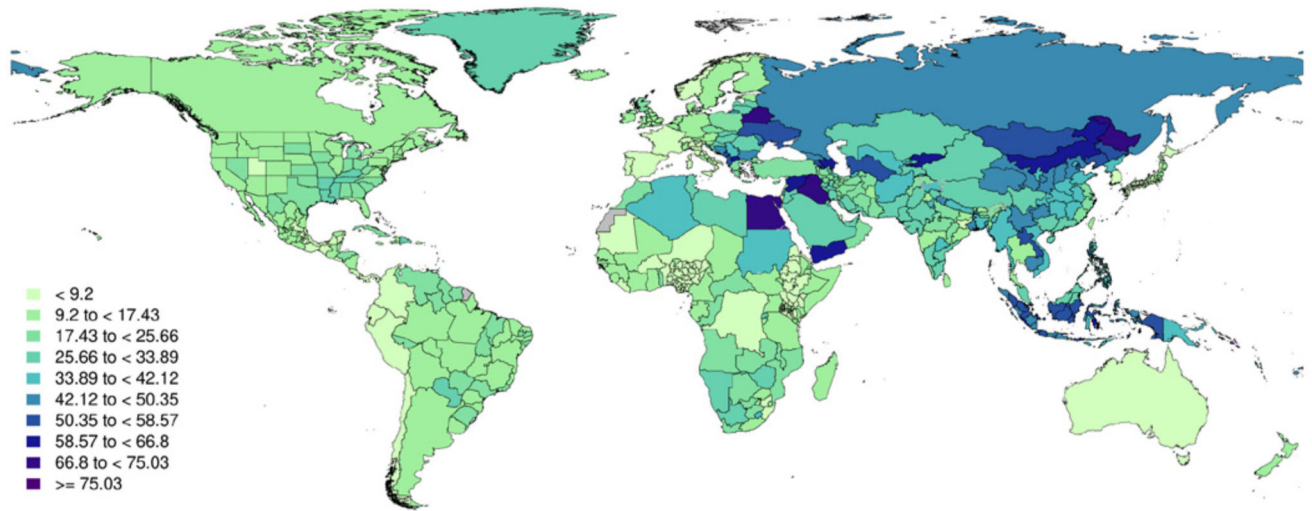 < 9.2
9.2 to < 17.43
17.43 to < 25.66
25.66 to < 33.89
33.89 to < 42.12
42.12 to < 50.35
50.35 to < 58.57
58.57 to < 66.8
66.8 to < 75.03
>= 75.03